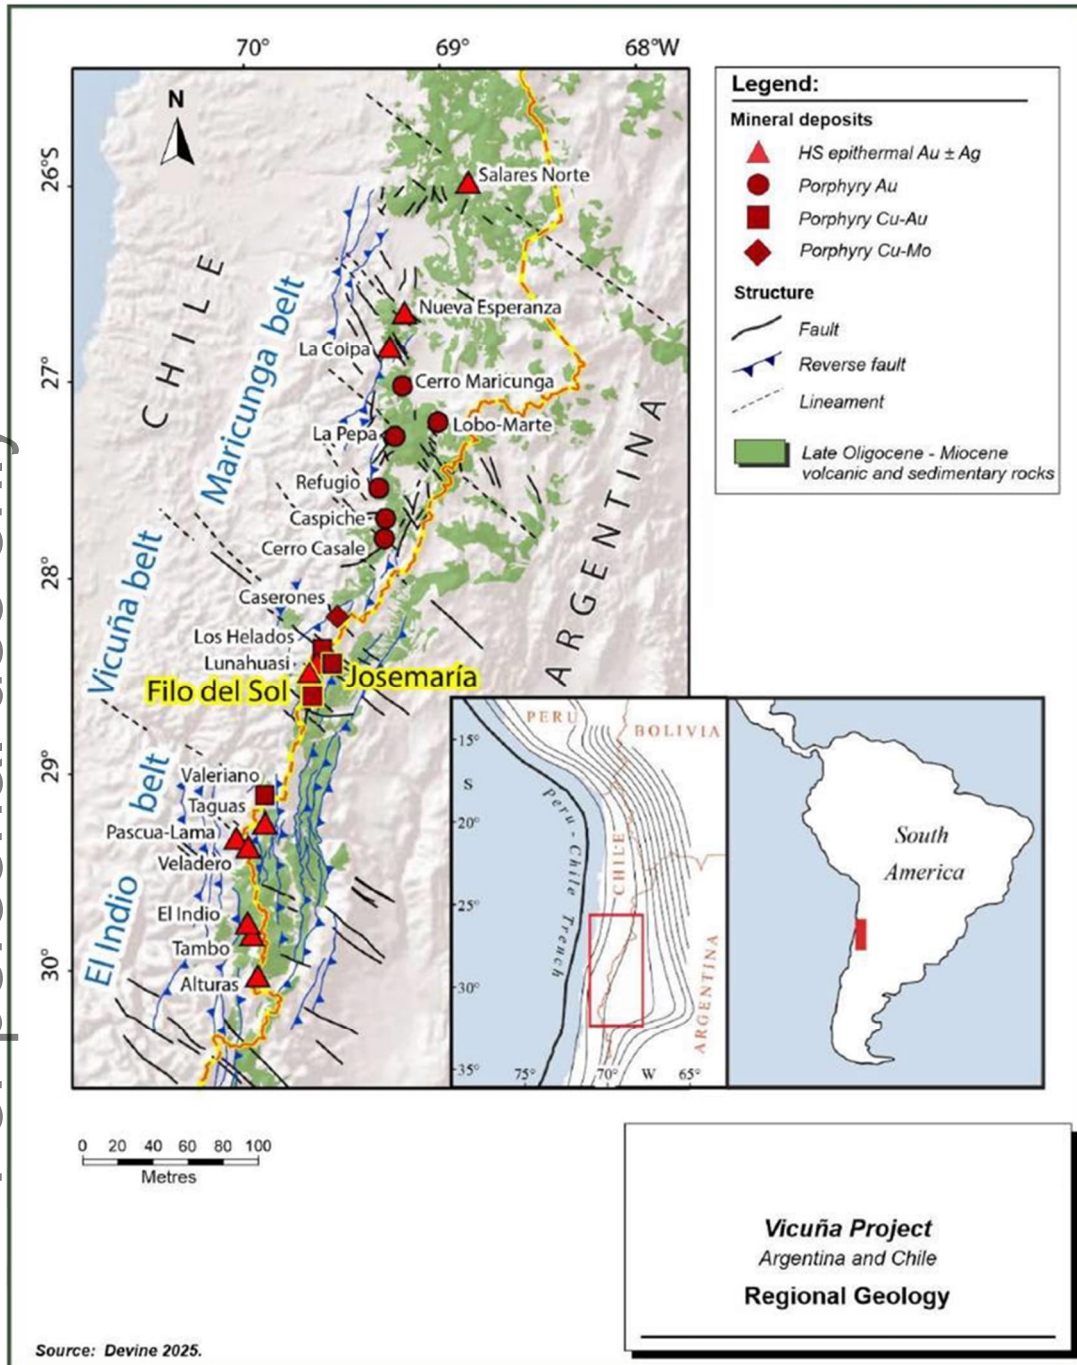 70°
69°
68°W
N
26°S
27°
28°
29°
30°
CHILE
ARGENTINA
Maricunga belt
Vicuña belt
El Indio belt
Salares Norte
Nueva Esperanza
La Coipa
Cerro Maricunga
Lobo-Marte
La Pepa
Refugio
Caspiche
Cerro Casale
Caserones
Los Helados
Lunahuasi
Josemaría
Filo del Sol
Valeriano
Taguas
Pascua-Lama
Veladero
El Indio
Tambo
Alturas
Legend:
Mineral deposits
HS epithermal Au ± Ag
Porphyry Au
Porphyry Cu-Au
Porphyry Cu-Mo
Structure
Fault
Reverse fault
Lineament
Late Oligocene - Miocene
volcanic and sedimentary rocks
PERU
BOLIVIA
15°
S
20°
25°
30°
35°
Peru-Chile Trench
CHILE
ARGENTINA
75°
70°
W
65°
South
America
0 20 40 60 80 100
Metres
Vicuña Project
Argentina and Chile
Regional Geology
Source: Devine 2025.